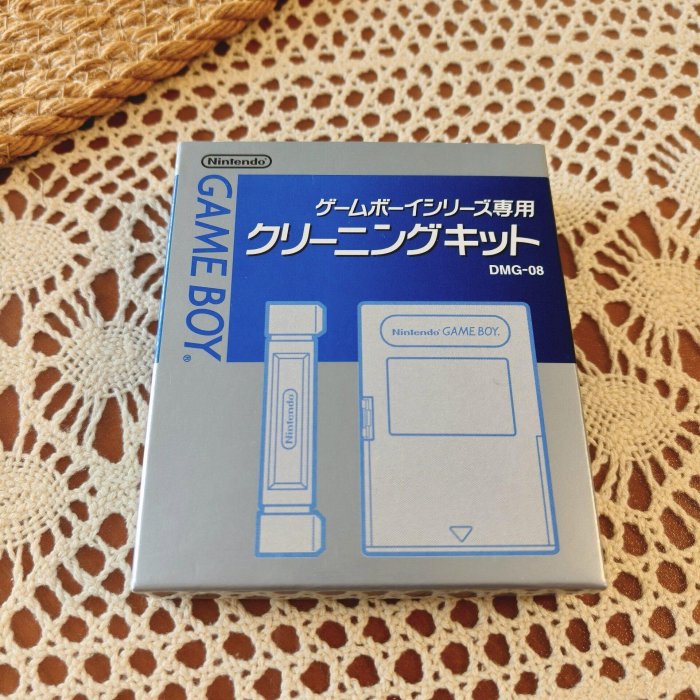 Nintendo
GAME BOY®
ゲームボーイシリーズ専用
クリーニングキット
DMG-08
Nintendo
Nintendo GAME BOY®